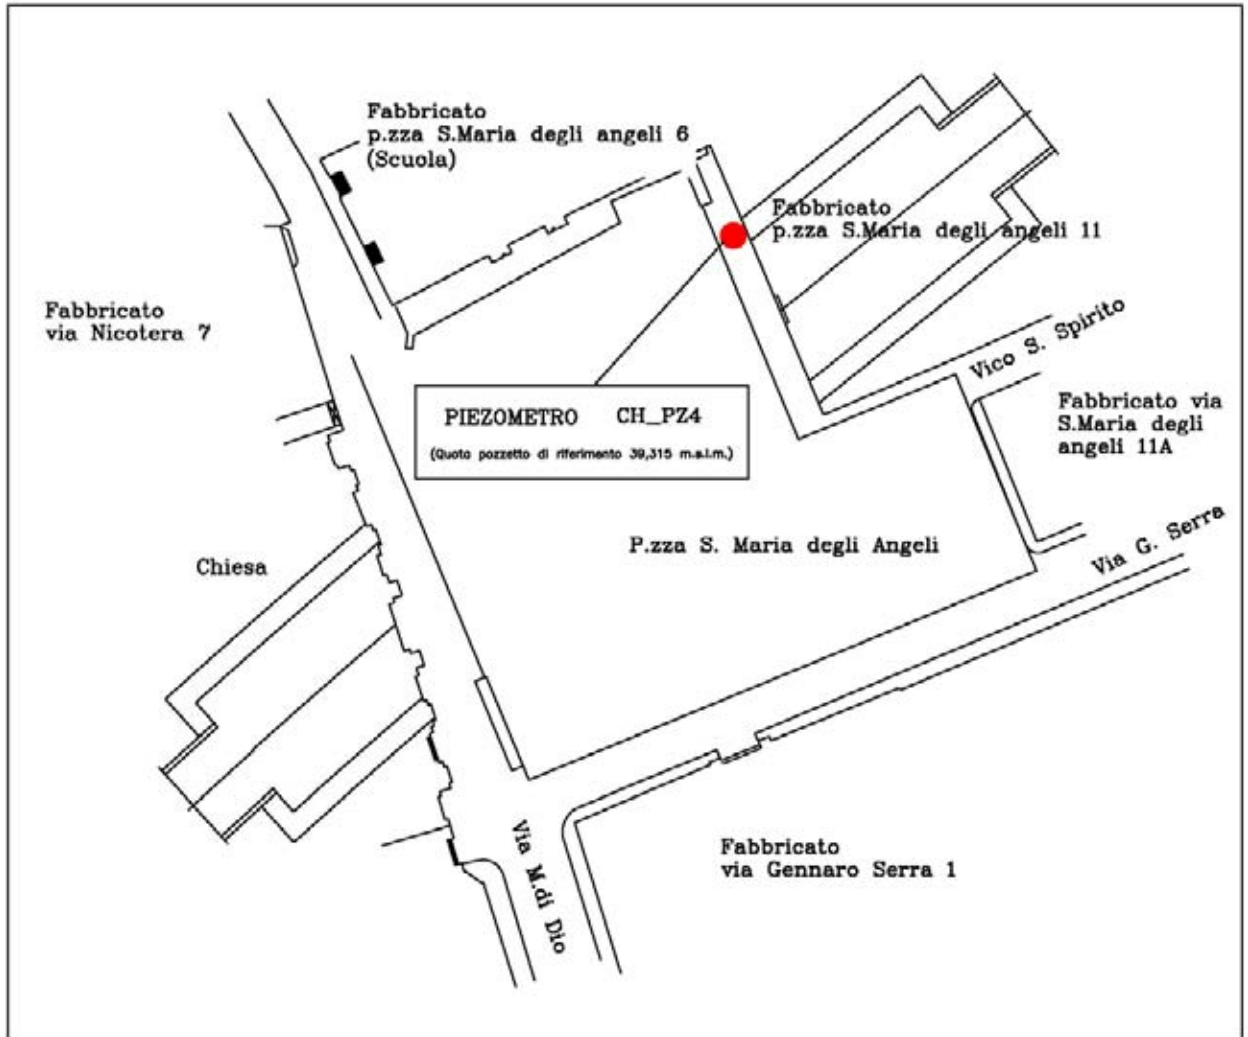 Fabbricato
p.zza S.Maria degli angeli 6
(Scuola)
Fabbricato
p.zza S.Maria degli angeli 11
Fabbricato
via Nicotera 7
Vico S. Spirito
PIEZOMETRO CH_PZ4
(Quota pozzetto di riferimento 39,315 m.s.l.m.)
Fabbricato via
S.Maria degli
angeli 11A
P.zza S. Maria degli Angeli
Via G. Serra
Chiesa
Via M.di Dio
Fabbricato
via Gennaro Serra 1